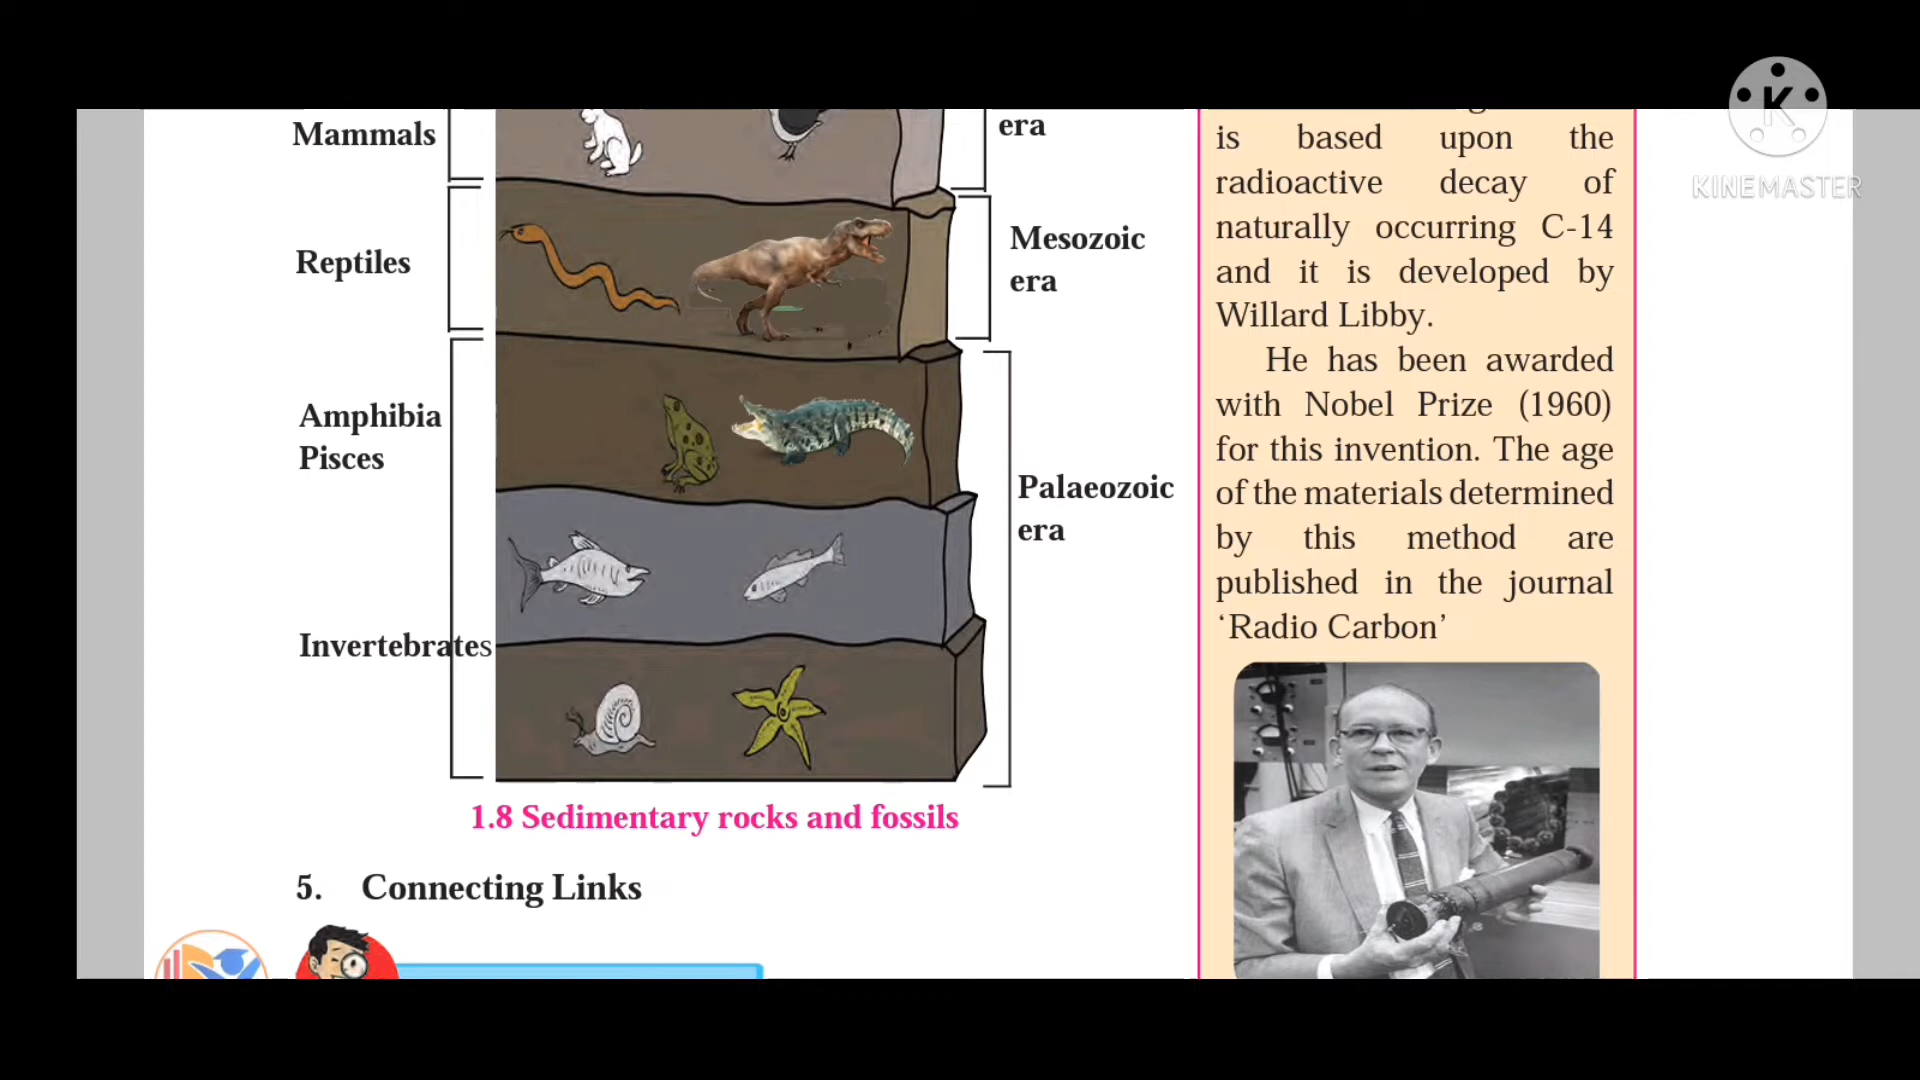 Mammals
era
Reptiles
Mesozoic
era
Amphibia
Pisces
Palaeozoic
era
Invertebrates
1.8 Sedimentary rocks and fossils
5. Connecting Links
is based upon the
radioactive decay of
naturally occurring C-14
and it is developed by
Willard Libby.
He has been awarded
with Nobel Prize (1960)
for this invention. The age
of the materials determined
by this method are
published in the journal
‘Radio Carbon’
K
KINEMASTER